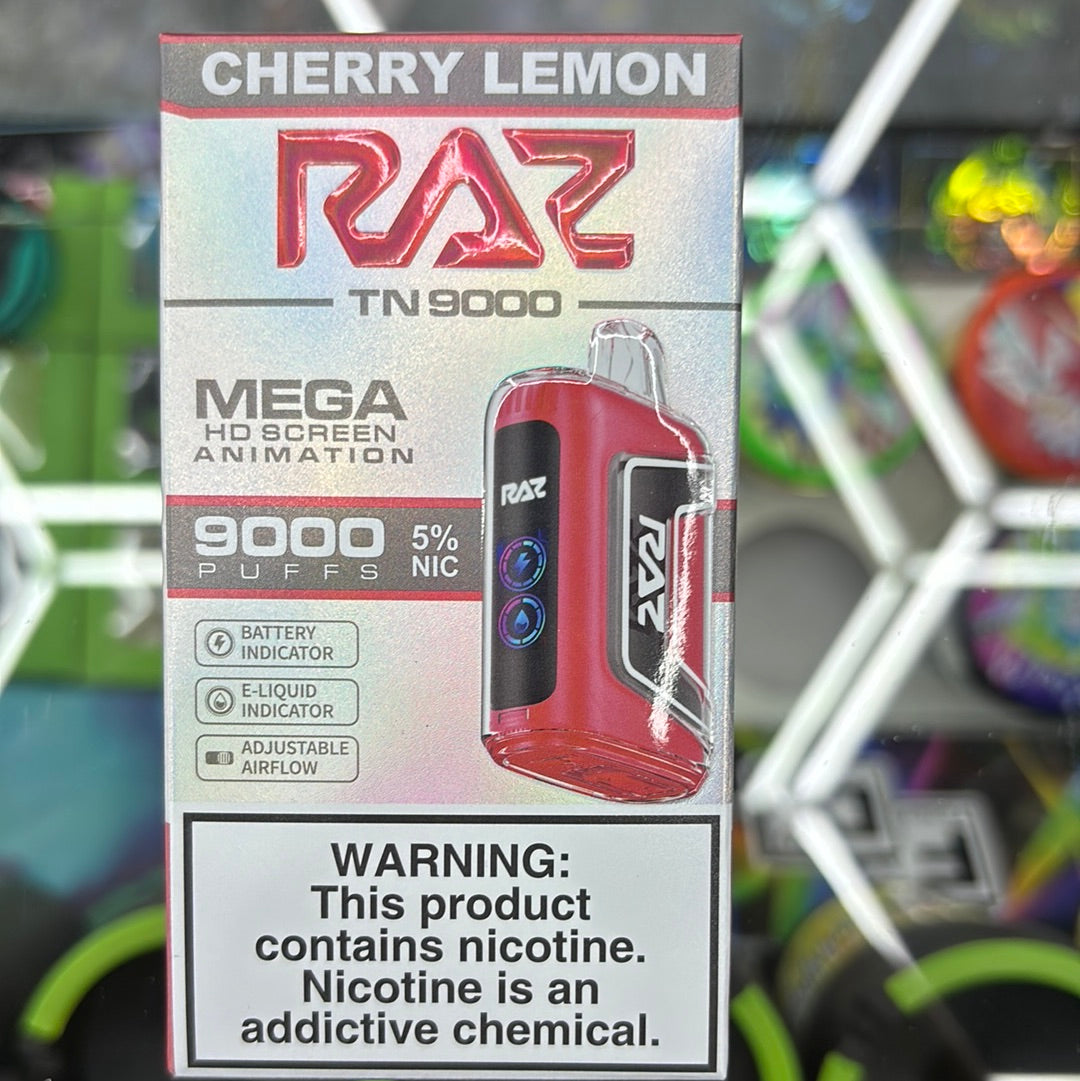 CHERRY LEMON
RAZ
TN 9000
MEGA
HD SCREEN
ANIMATION
RAZ
RAZ
9000
PUFFS
5%
NIC
BATTERY
INDICATOR
E-LIQUID
INDICATOR
ADJUSTABLE
AIRFLOW
WARNING:
This product
contains nicotine.
Nicotine is an
addictive chemical.